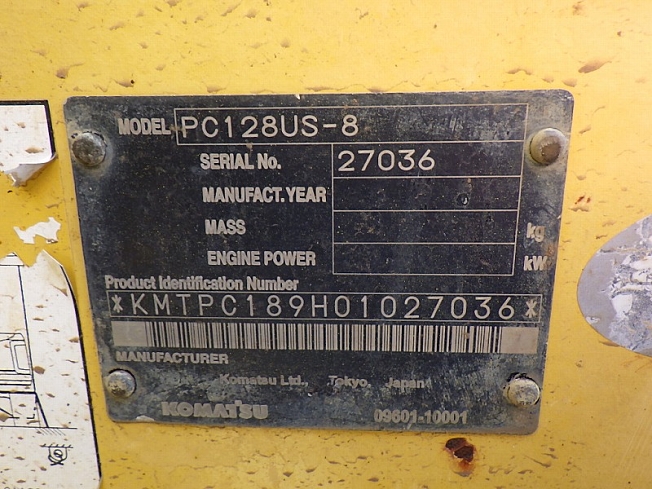 MODEL PC128US-8
SERIAL No. 27036
MANUFACT. YEAR
MASS kg
ENGINE POWER kW
Product Identification Number
*KMTPC189H01027036*
MANUFACTURER
Komatsu Ltd., Tokyo, Japan
KOMATSU 09601-10001